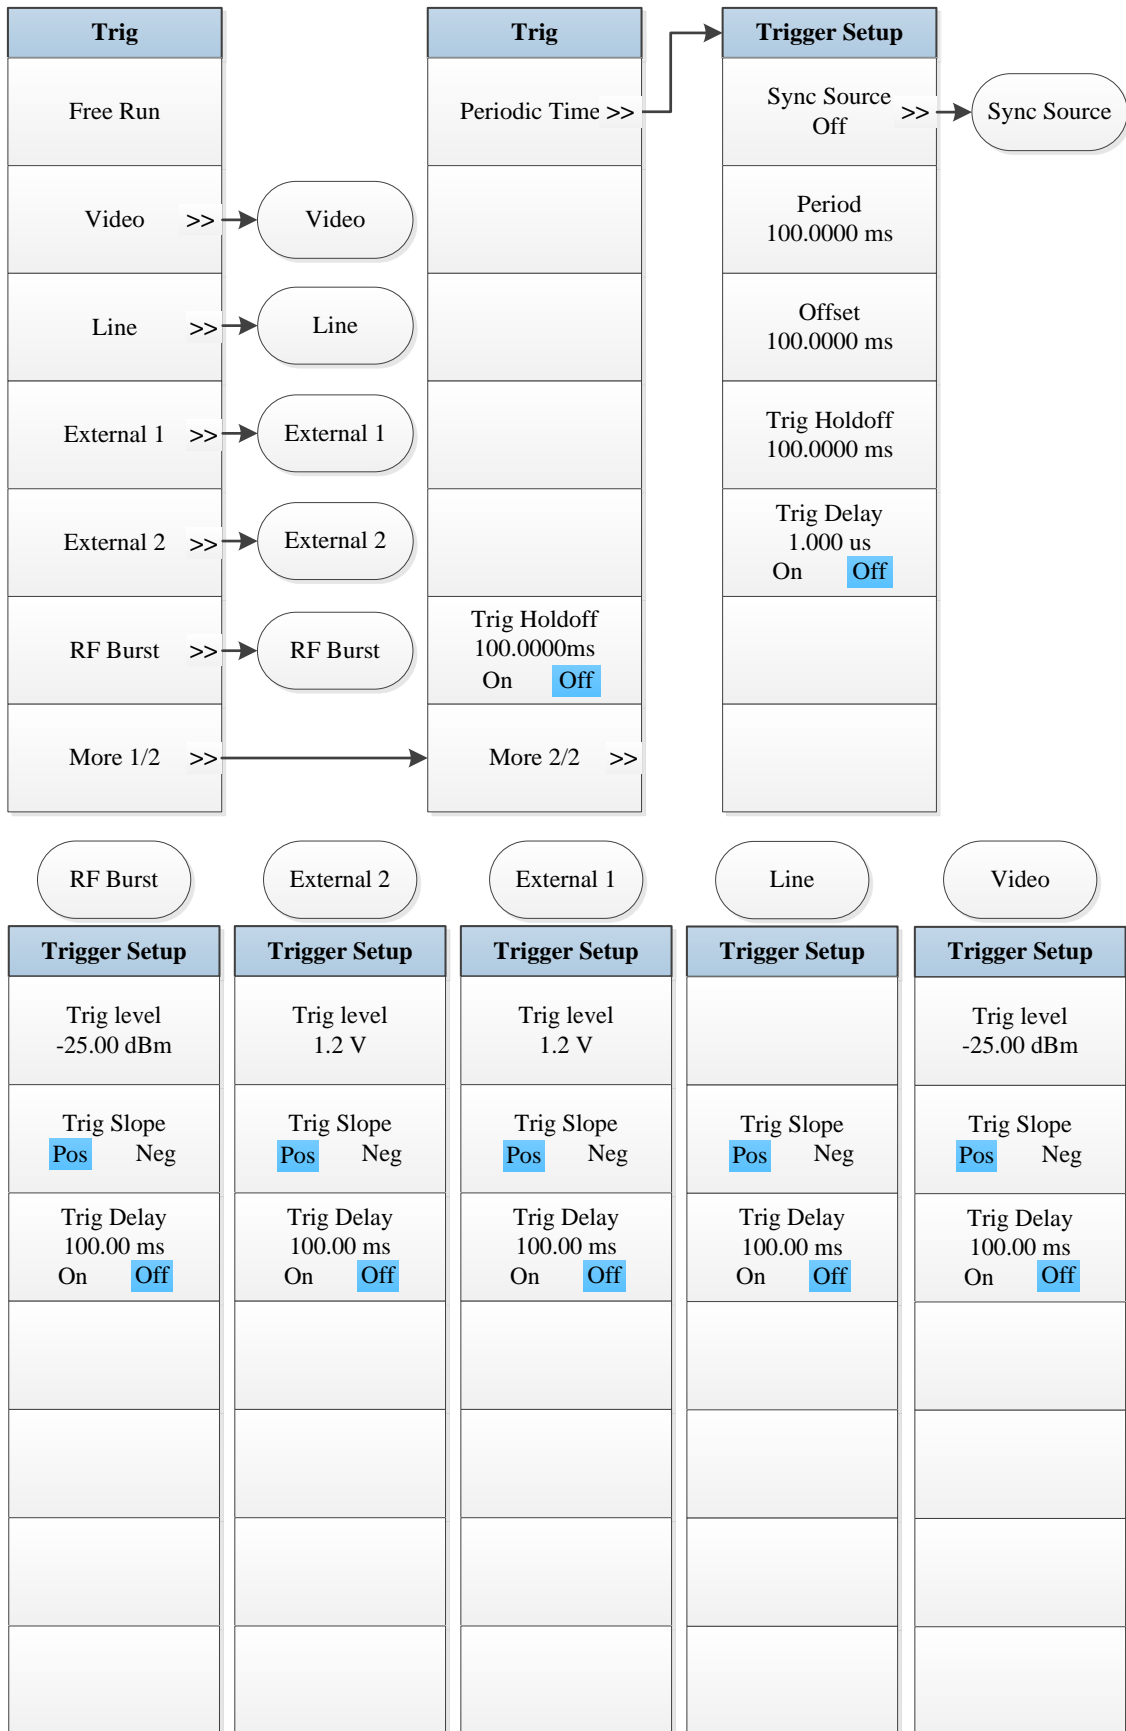 Trig
Free Run
Video >>
Video
Line >>
Line
External 1 >>
External 1
External 2 >>
External 2
RF Burst >>
RF Burst
More 1/2 >>
Trig
Periodic Time >>
Trig Holdoff
100.0000ms
On Off
More 2/2 >>
Trigger Setup
Sync Source
Off
>>
Sync Source
Period
100.0000 ms
Offset
100.0000 ms
Trig Holdoff
100.0000 ms
Trig Delay
1.000 us
On Off
RF Burst
Trigger Setup
Trig level
-25.00 dBm
Trig Slope
Pos Neg
Trig Delay
100.00 ms
On Off
External 2
Trigger Setup
Trig level
1.2 V
Trig Slope
Pos Neg
Trig Delay
100.00 ms
On Off
External 1
Trigger Setup
Trig level
1.2 V
Trig Slope
Pos Neg
Trig Delay
100.00 ms
On Off
Line
Trigger Setup
Trig Slope
Pos Neg
Trig Delay
100.00 ms
On Off
Video
Trigger Setup
Trig level
-25.00 dBm
Trig Slope
Pos Neg
Trig Delay
100.00 ms
On Off